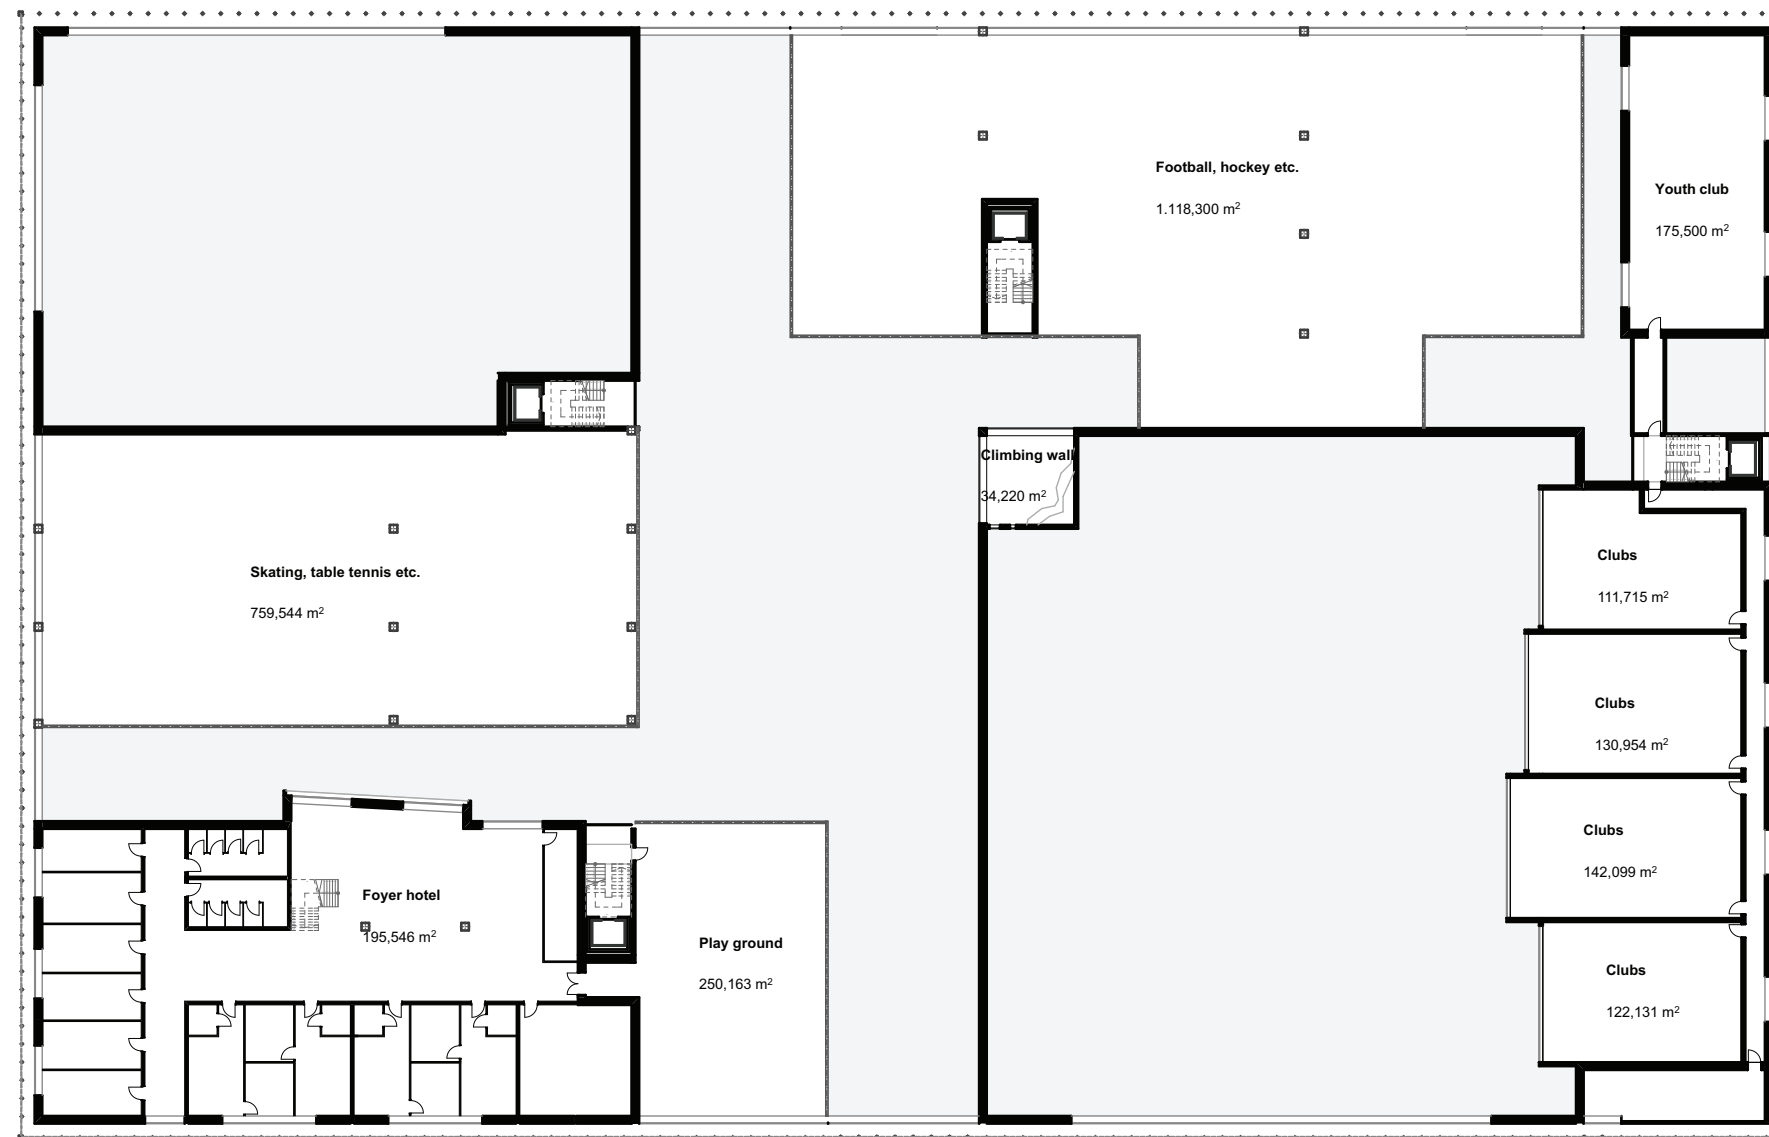 Football, hockey etc.
1.118,300 m²
Youth club
175,500 m²
Climbing wall
34,220 m²
Skating, table tennis etc.
759,544 m²
Clubs
111,715 m²
Clubs
130,954 m²
Clubs
142,099 m²
Foyer hotel
195,546 m²
Play ground
250,163 m²
Clubs
122,131 m²